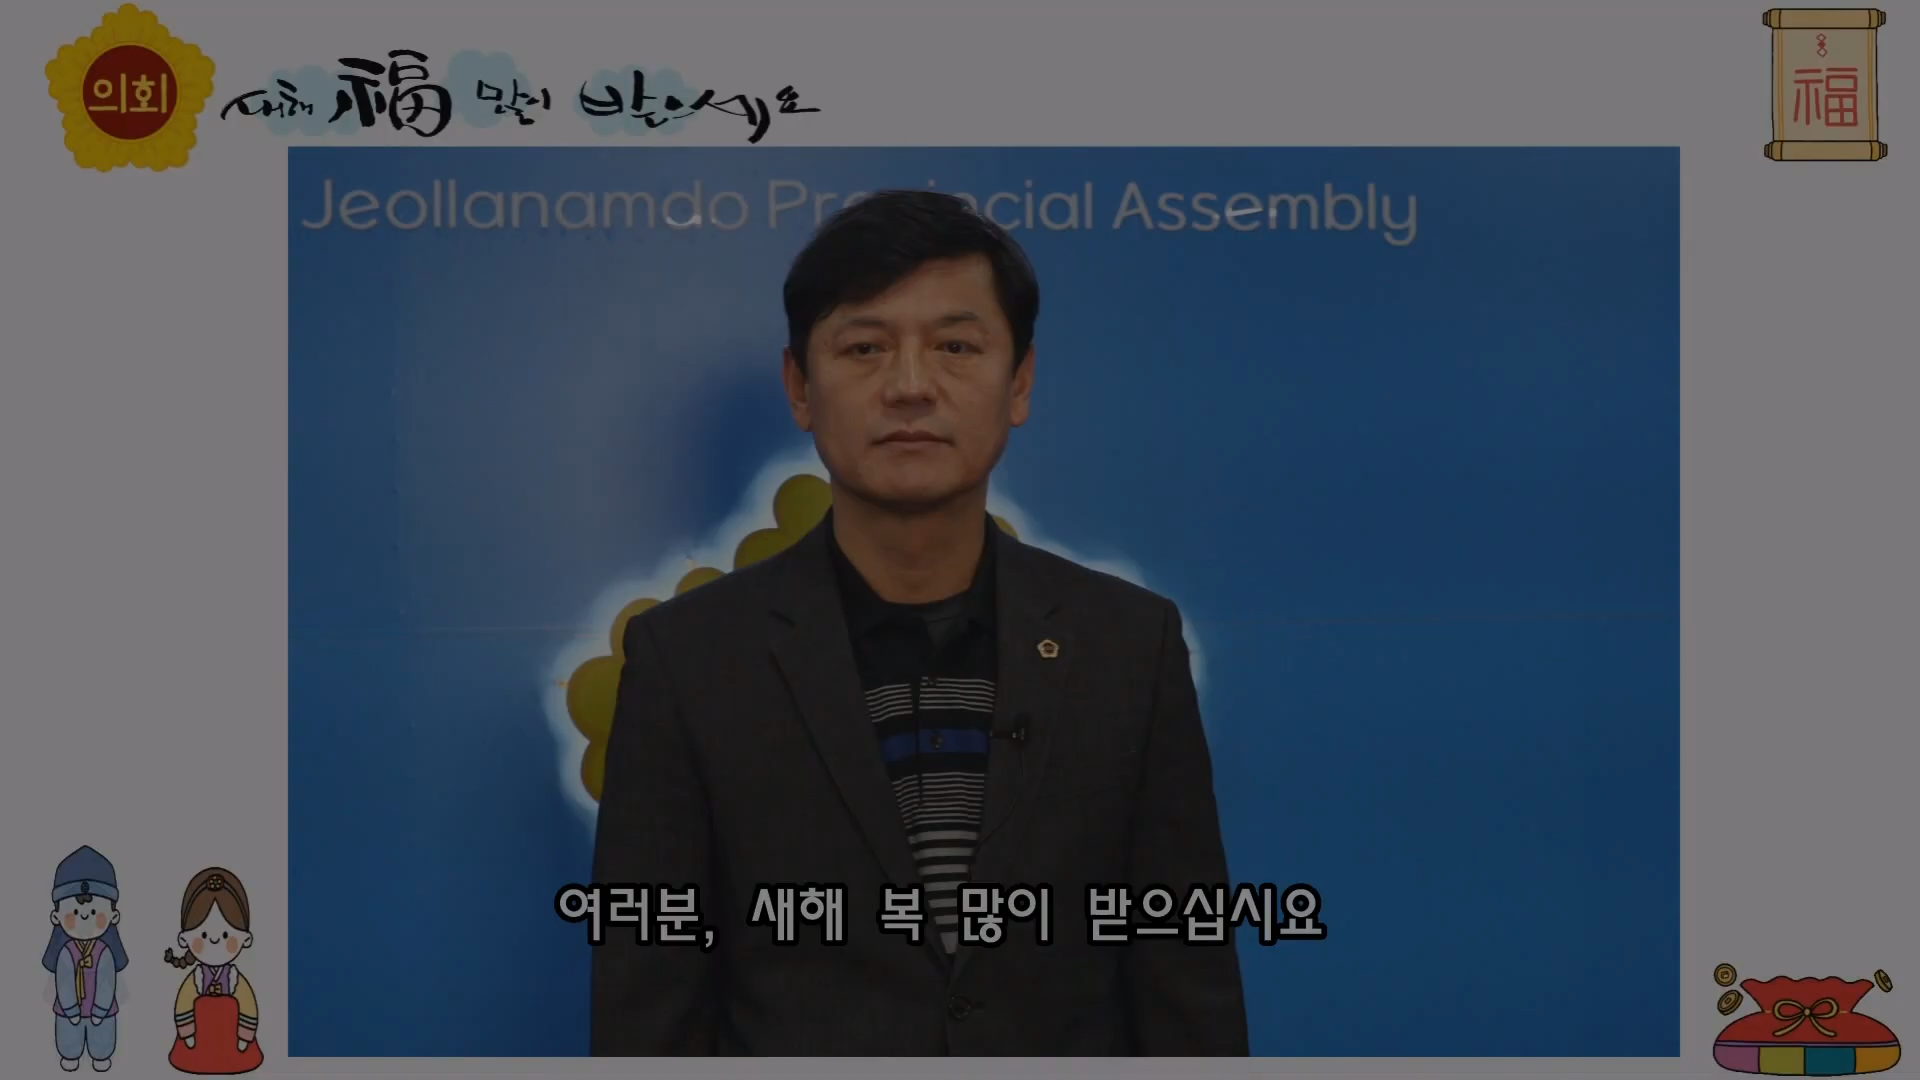 의회
새해 福 많이 받으세요
福
Jeollanamdo Provincial Assembly
여러분, 새해 복 많이 받으십시요